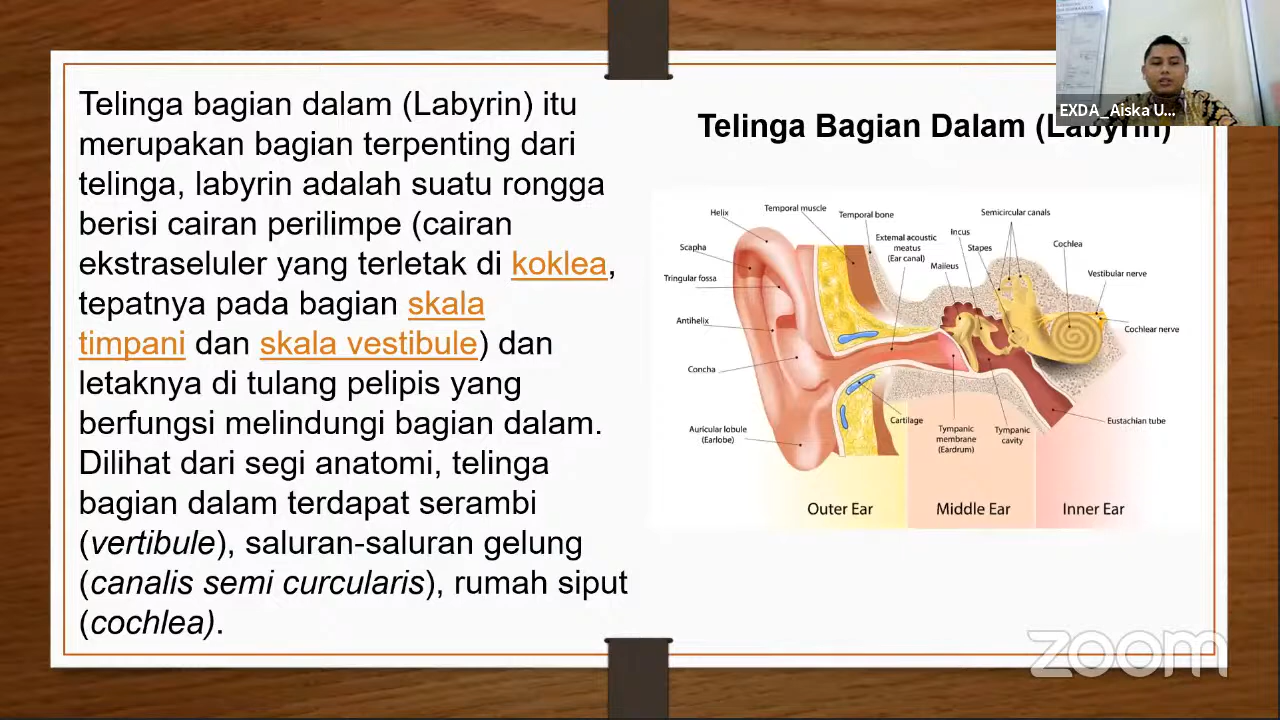 Telinga bagian dalam (Labyrin) itu
merupakan bagian terpenting dari
telinga, labyrin adalah suatu rongga
berisi cairan perilimpe (cairan
ekstraseluler yang terletak di koklea,
tepatnya pada bagian skala
timpani dan skala vestibule) dan
letaknya di tulang pelipis yang
berfungsi melindungi bagian dalam.
Dilihat dari segi anatomi, telinga
bagian dalam terdapat serambi
(vertibule), saluran-saluran gelung
(canalis semi curcularis), rumah siput
(cochlea).
EXDA_Aiska U...
Telinga Bagian Dalam (Labyrin)
Helix
Scapha
Tringular fossa
Antihelix
Concha
Auricular lobule
(Earlobe)
Temporal muscle
Temporal bone
External acoustic
meatus
(Ear canal)
Maileus
Incus
Stapes
Semicircular canals
Cochlea
Vestibular nerve
Cochlear nerve
Eustachian tube
Cartilage
Tympanic
membrane
(Eardrum)
Tympanic
cavity
Outer Ear
Middle Ear
Inner Ear
zoom